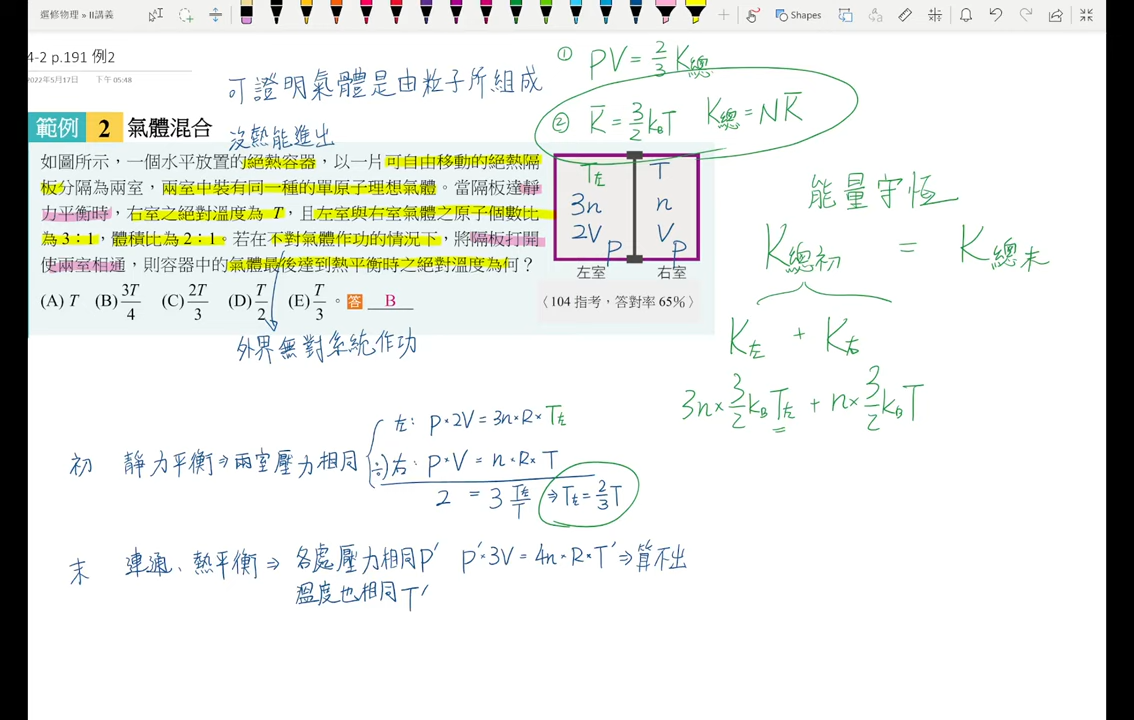 選修物理 » II講義
Shapes
4-2 p.191 例2
2022年5月17日 下午 05:48
可證明氣體是由粒子所組成
① PV = 2/3 K總
② K̄ = 3/2 k_B T K總 = N K̄
範例 2 氣體混合
沒熱能進出
如圖所示，一個水平放置的絕熱容器，以一片可自由移動的絕熱隔
板分隔為兩室，兩室中裝有同一種的單原子理想氣體。當隔板達靜
力平衡時，右室之絕對溫度為 T，且左室與右室氣體之原子個數比
為 3：1，體積比為 2：1。若在不對氣體作功的情況下，將隔板打開
使兩室相通，則容器中的氣體最後達到熱平衡時之絕對溫度為何？
(A) T (B) 3T/4 (C) 2T/3 (D) T/2 (E) T/3 。 答 B
T左 T
3n n
2V V
P P
左室 右室
〈104 指考，答對率 65%〉
外界無對系統作功
能量守恆
K總初 = K總末
K左 + K右
3n × 3/2 k_B T左 + n × 3/2 k_B T
初 靜力平衡 ⇒ 兩室壓力相同
左: P × 2V = 3n × R × T左
÷) 右: P × V = n × R × T
2 = 3 T左/T ⇒ T左 = 2/3 T
末 連通、熱平衡 ⇒ 各處壓力相同 P′ P′ × 3V = 4n × R × T′ ⇒ 算不出
溫度也相同 T′